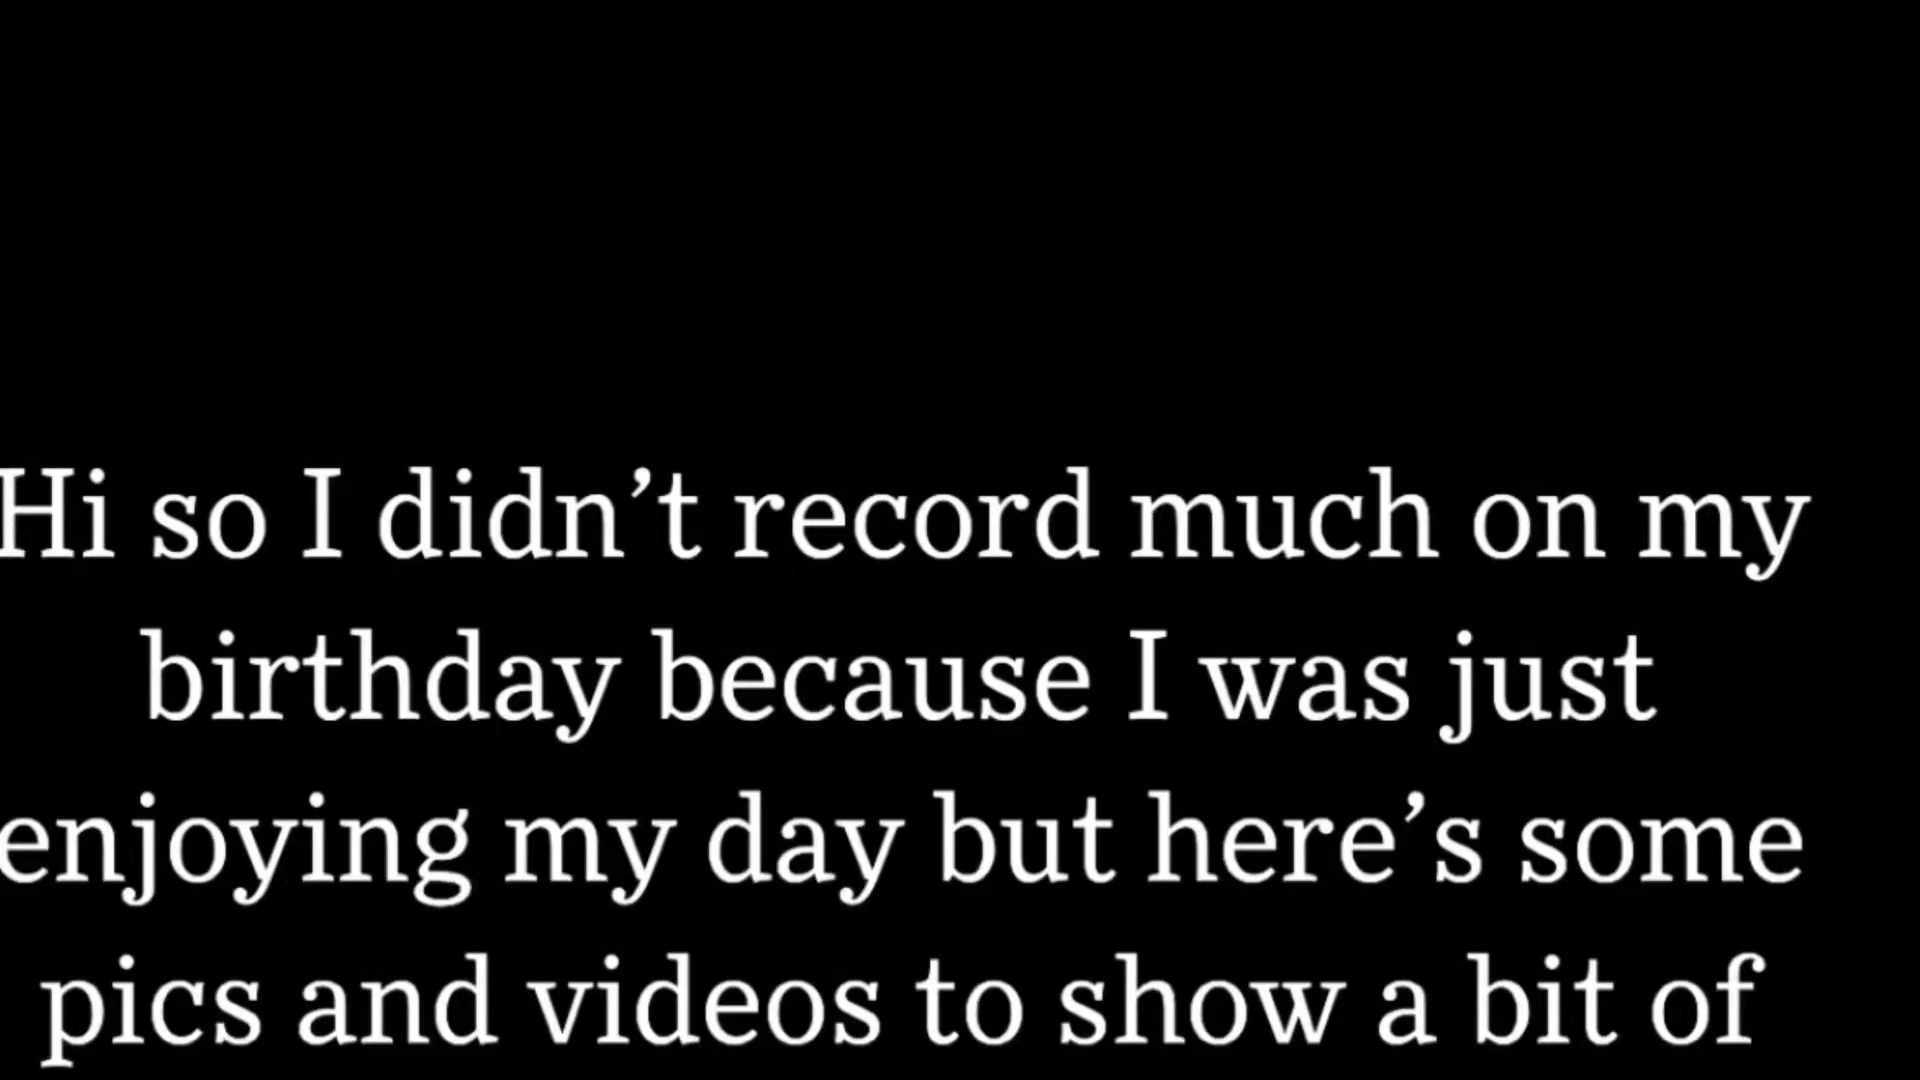 Hi so I didn’t record much on my
birthday because I was just
enjoying my day but here’s some
pics and videos to show a bit of